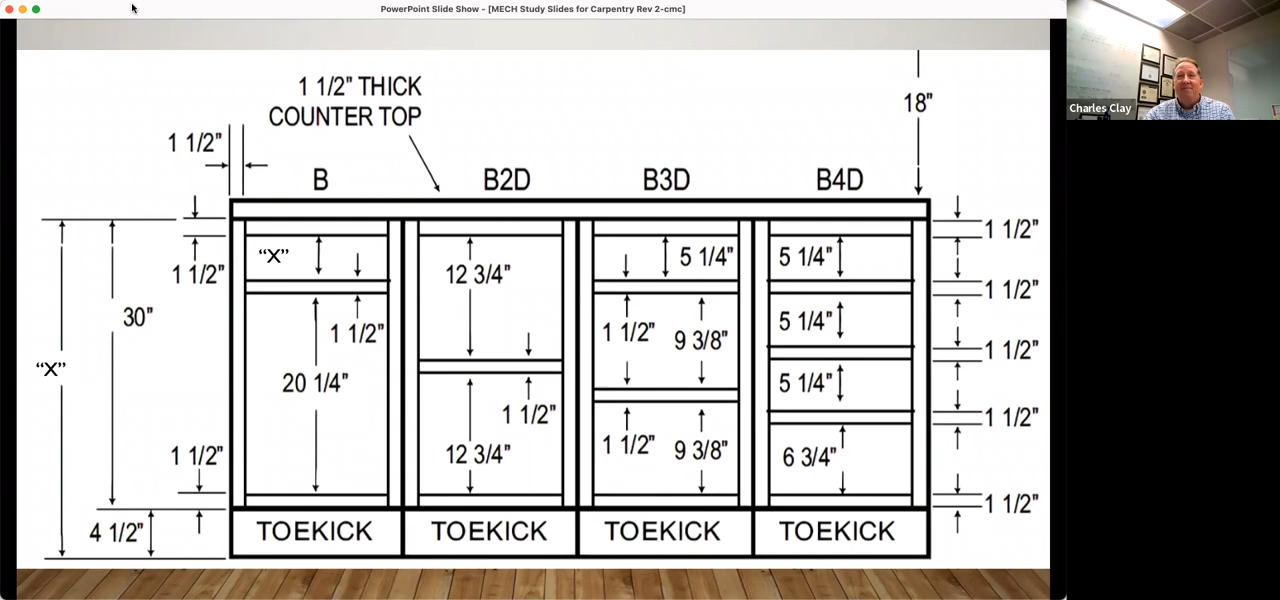 PowerPoint Slide Show - [MECH Study Slides for Carpentry Rev 2-cmc]
Charles Clay
1 1/2” THICK
COUNTER TOP
18”
1 1/2”
B
B2D
B3D
B4D
1 1/2”
“X”
5 1/4”
5 1/4”
1 1/2”
12 3/4”
1 1/2”
30”
1 1/2”
1 1/2”
9 3/8”
5 1/4”
1 1/2”
“X”
20 1/4”
5 1/4”
1 1/2”
1 1/2”
1 1/2”
12 3/4”
1 1/2”
9 3/8”
6 3/4”
1 1/2”
4 1/2”
TOEKICK
TOEKICK
TOEKICK
TOEKICK